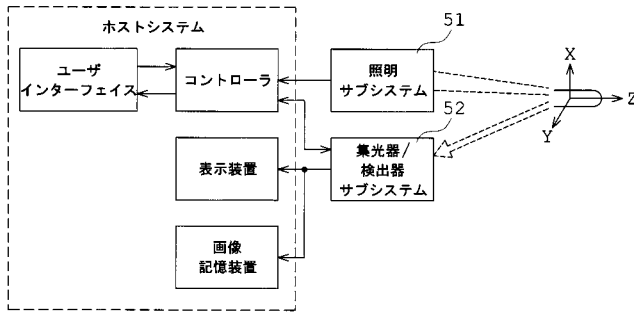 ホストシステム
ユーザ
インターフェイス
コントローラ
照明
サブシステム
51
集光器/
検出器
サブシステム
52
表示装置
画像
記憶装置
X
Y
Z